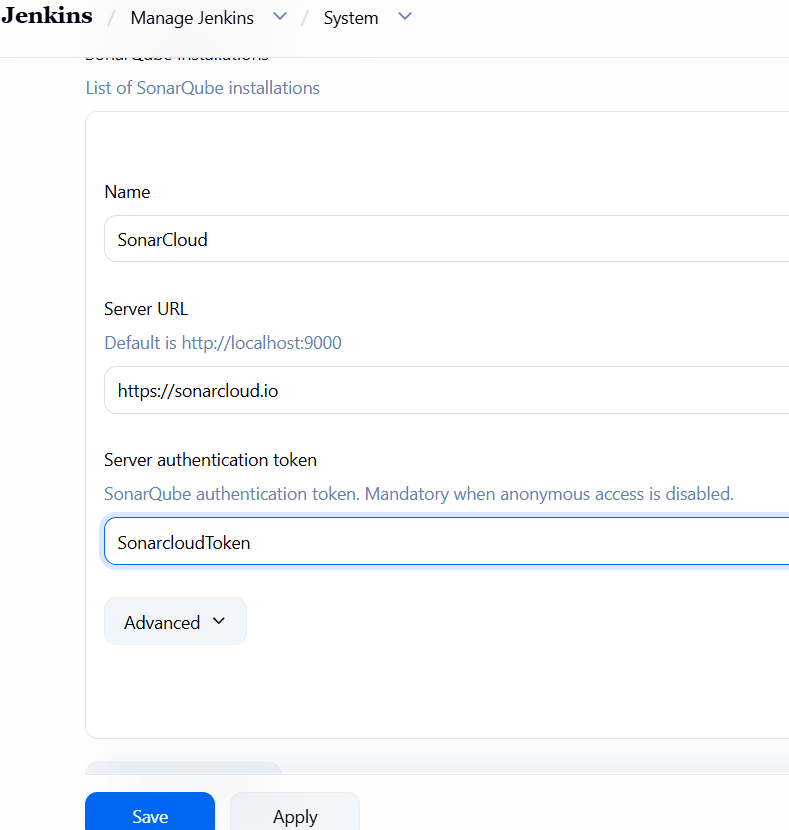 Jenkins / Manage Jenkins / System
SonarQube installations
List of SonarQube installations
Name
SonarCloud
Server URL
Default is http://localhost:9000
https://sonarcloud.io
Server authentication token
SonarQube authentication token. Mandatory when anonymous access is disabled.
SonarcloudToken
Advanced
Save
Apply